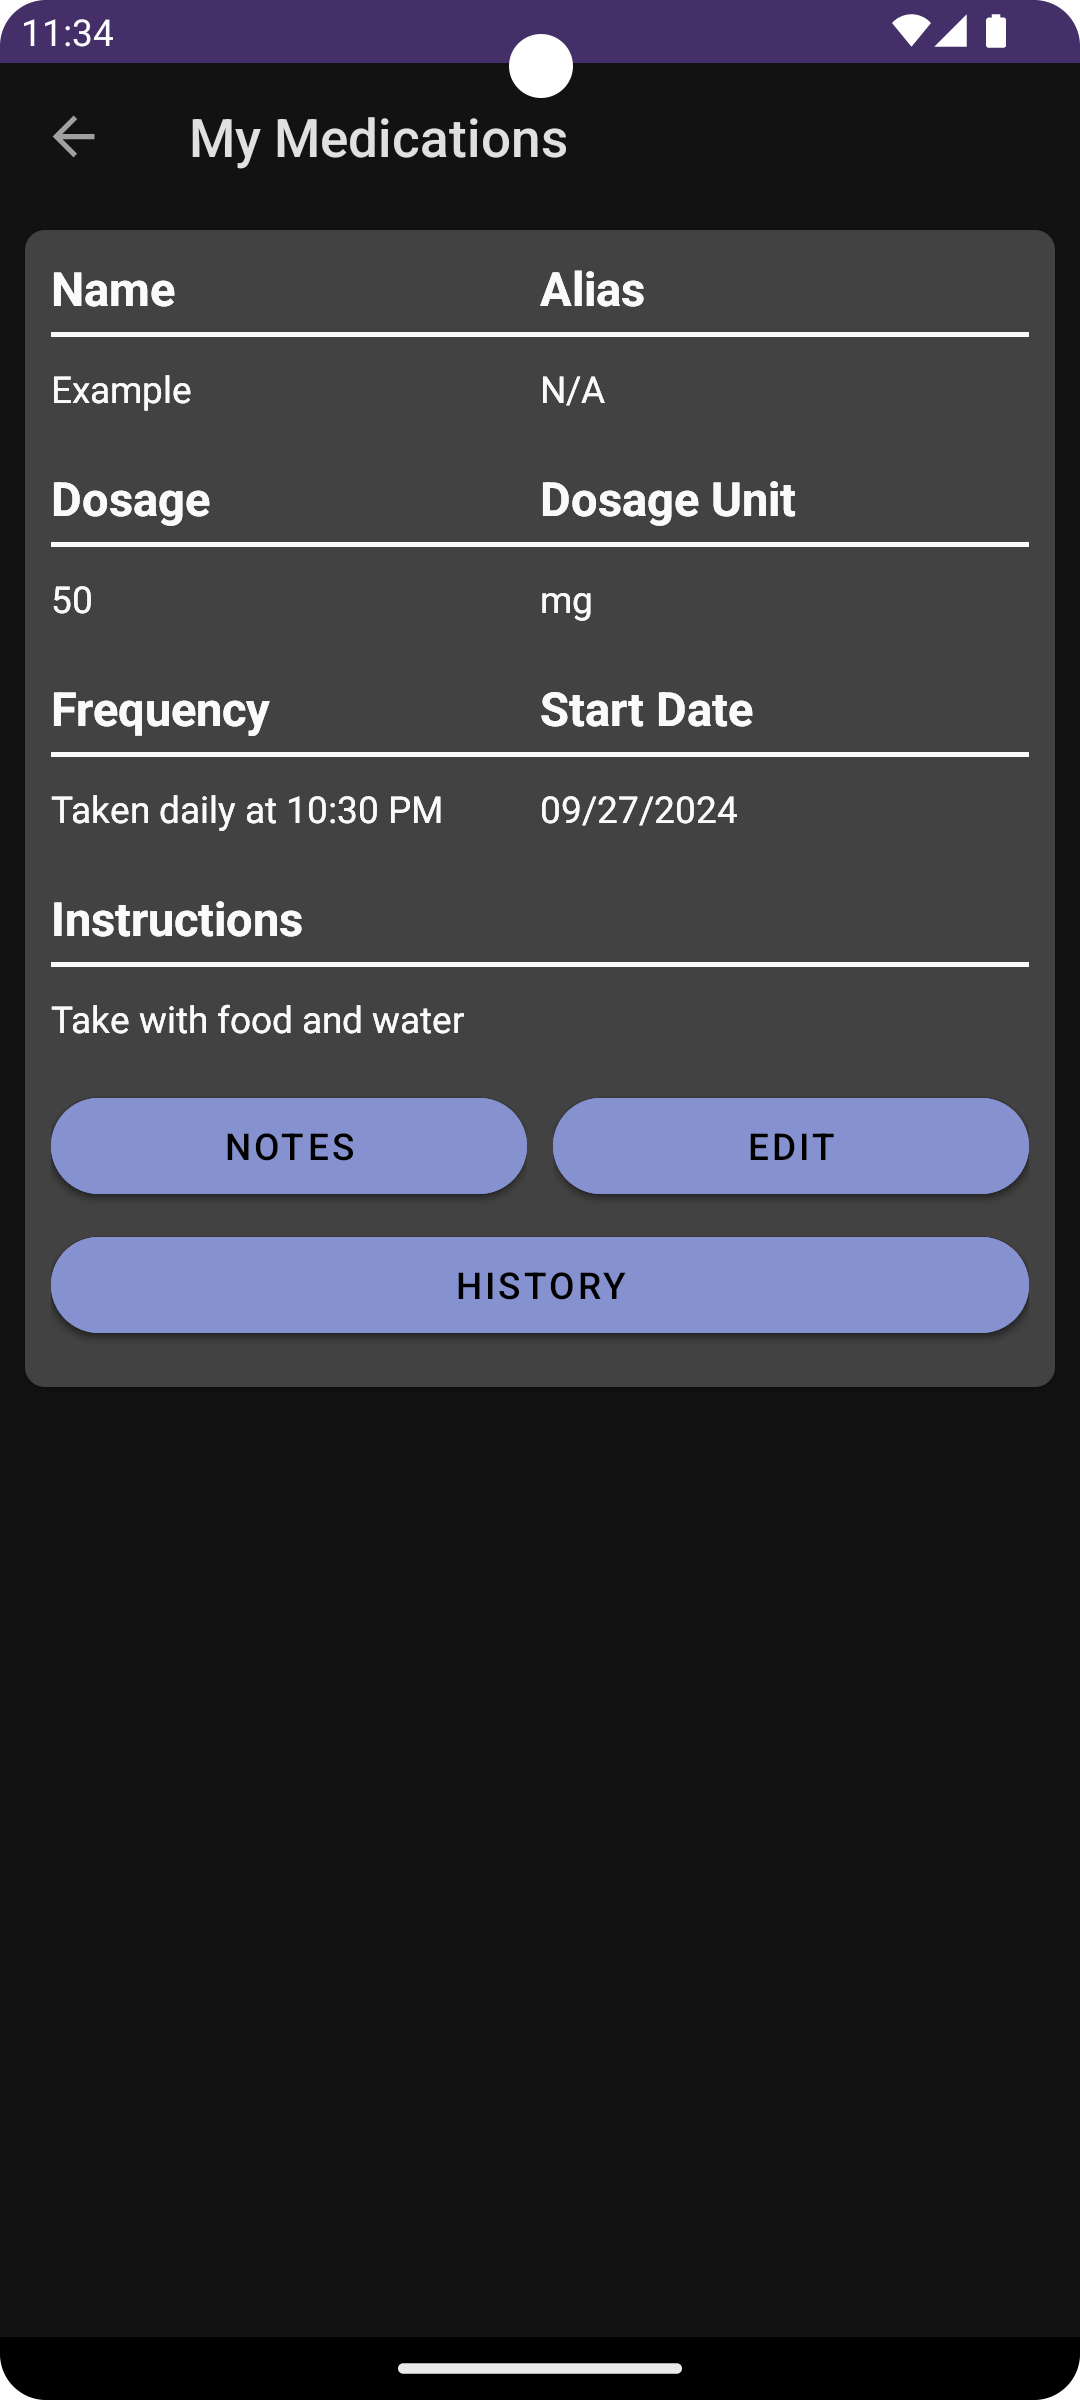 11:34
My Medications
Name Alias
Example N/A
Dosage Dosage Unit
50 mg
Frequency Start Date
Taken daily at 10:30 PM 09/27/2024
Instructions
Take with food and water
NOTES EDIT
HISTORY